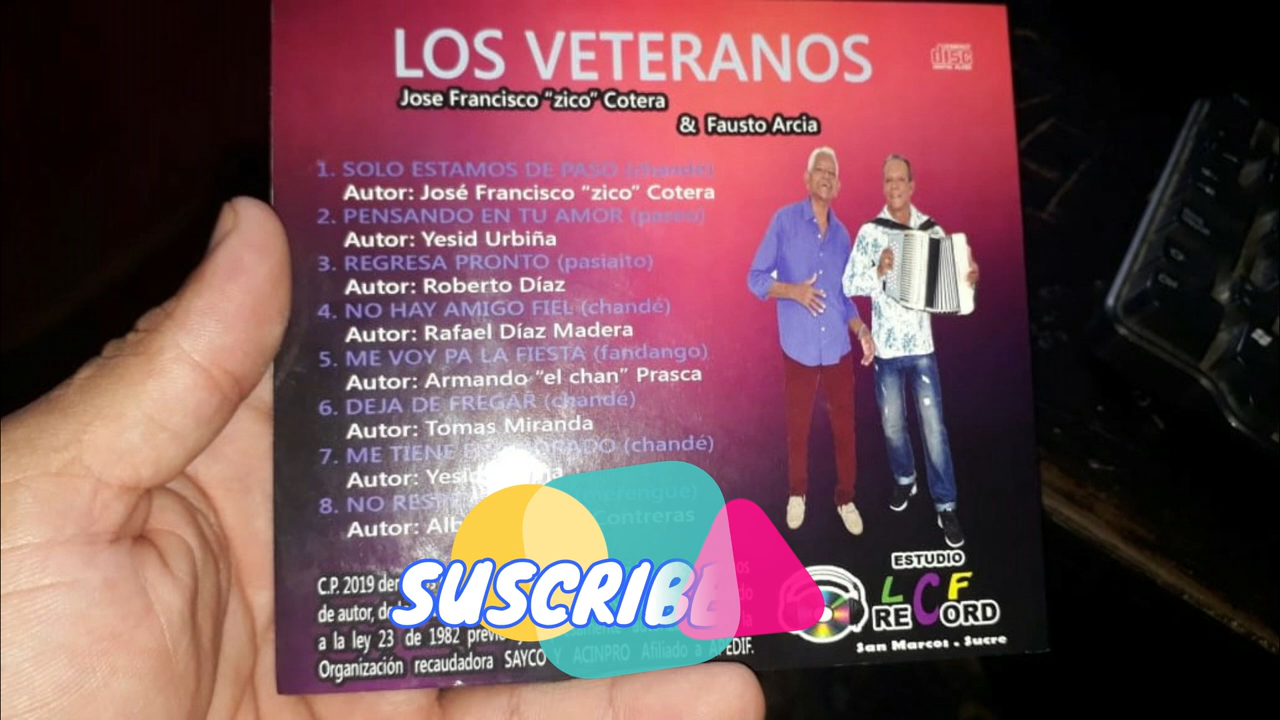 LOS VETERANOS
disc
Jose Francisco "zico" Cotera
& Fausto Arcia
1. SOLO ESTAMOS DE PASO (chandé)
Autor: José Francisco "zico" Cotera
2. PENSANDO EN TU AMOR (paseo)
Autor: Yesid Urbiña
3. REGRESA PRONTO (pasiaito)
Autor: Roberto Díaz
4. NO HAY AMIGO FIEL (chandé)
Autor: Rafael Díaz Madera
5. ME VOY PA LA FIESTA (fandango)
Autor: Armando "el chan" Prasca
6. DEJA DE FREGAR (chandé)
Autor: Tomas Miranda
7. ME TIENE (chandé)
Autor:
8. NO (merengue)
Autor: Contreras
SUSCRIBE
C.P. 2019
de autor,
a la ley 23 de 1982 la
Organización recaudadora SAYCO Y ACINPRO Afiliado a APEDIF.
ESTUDIO
LCF
RECORD
San Marcos . Sucre